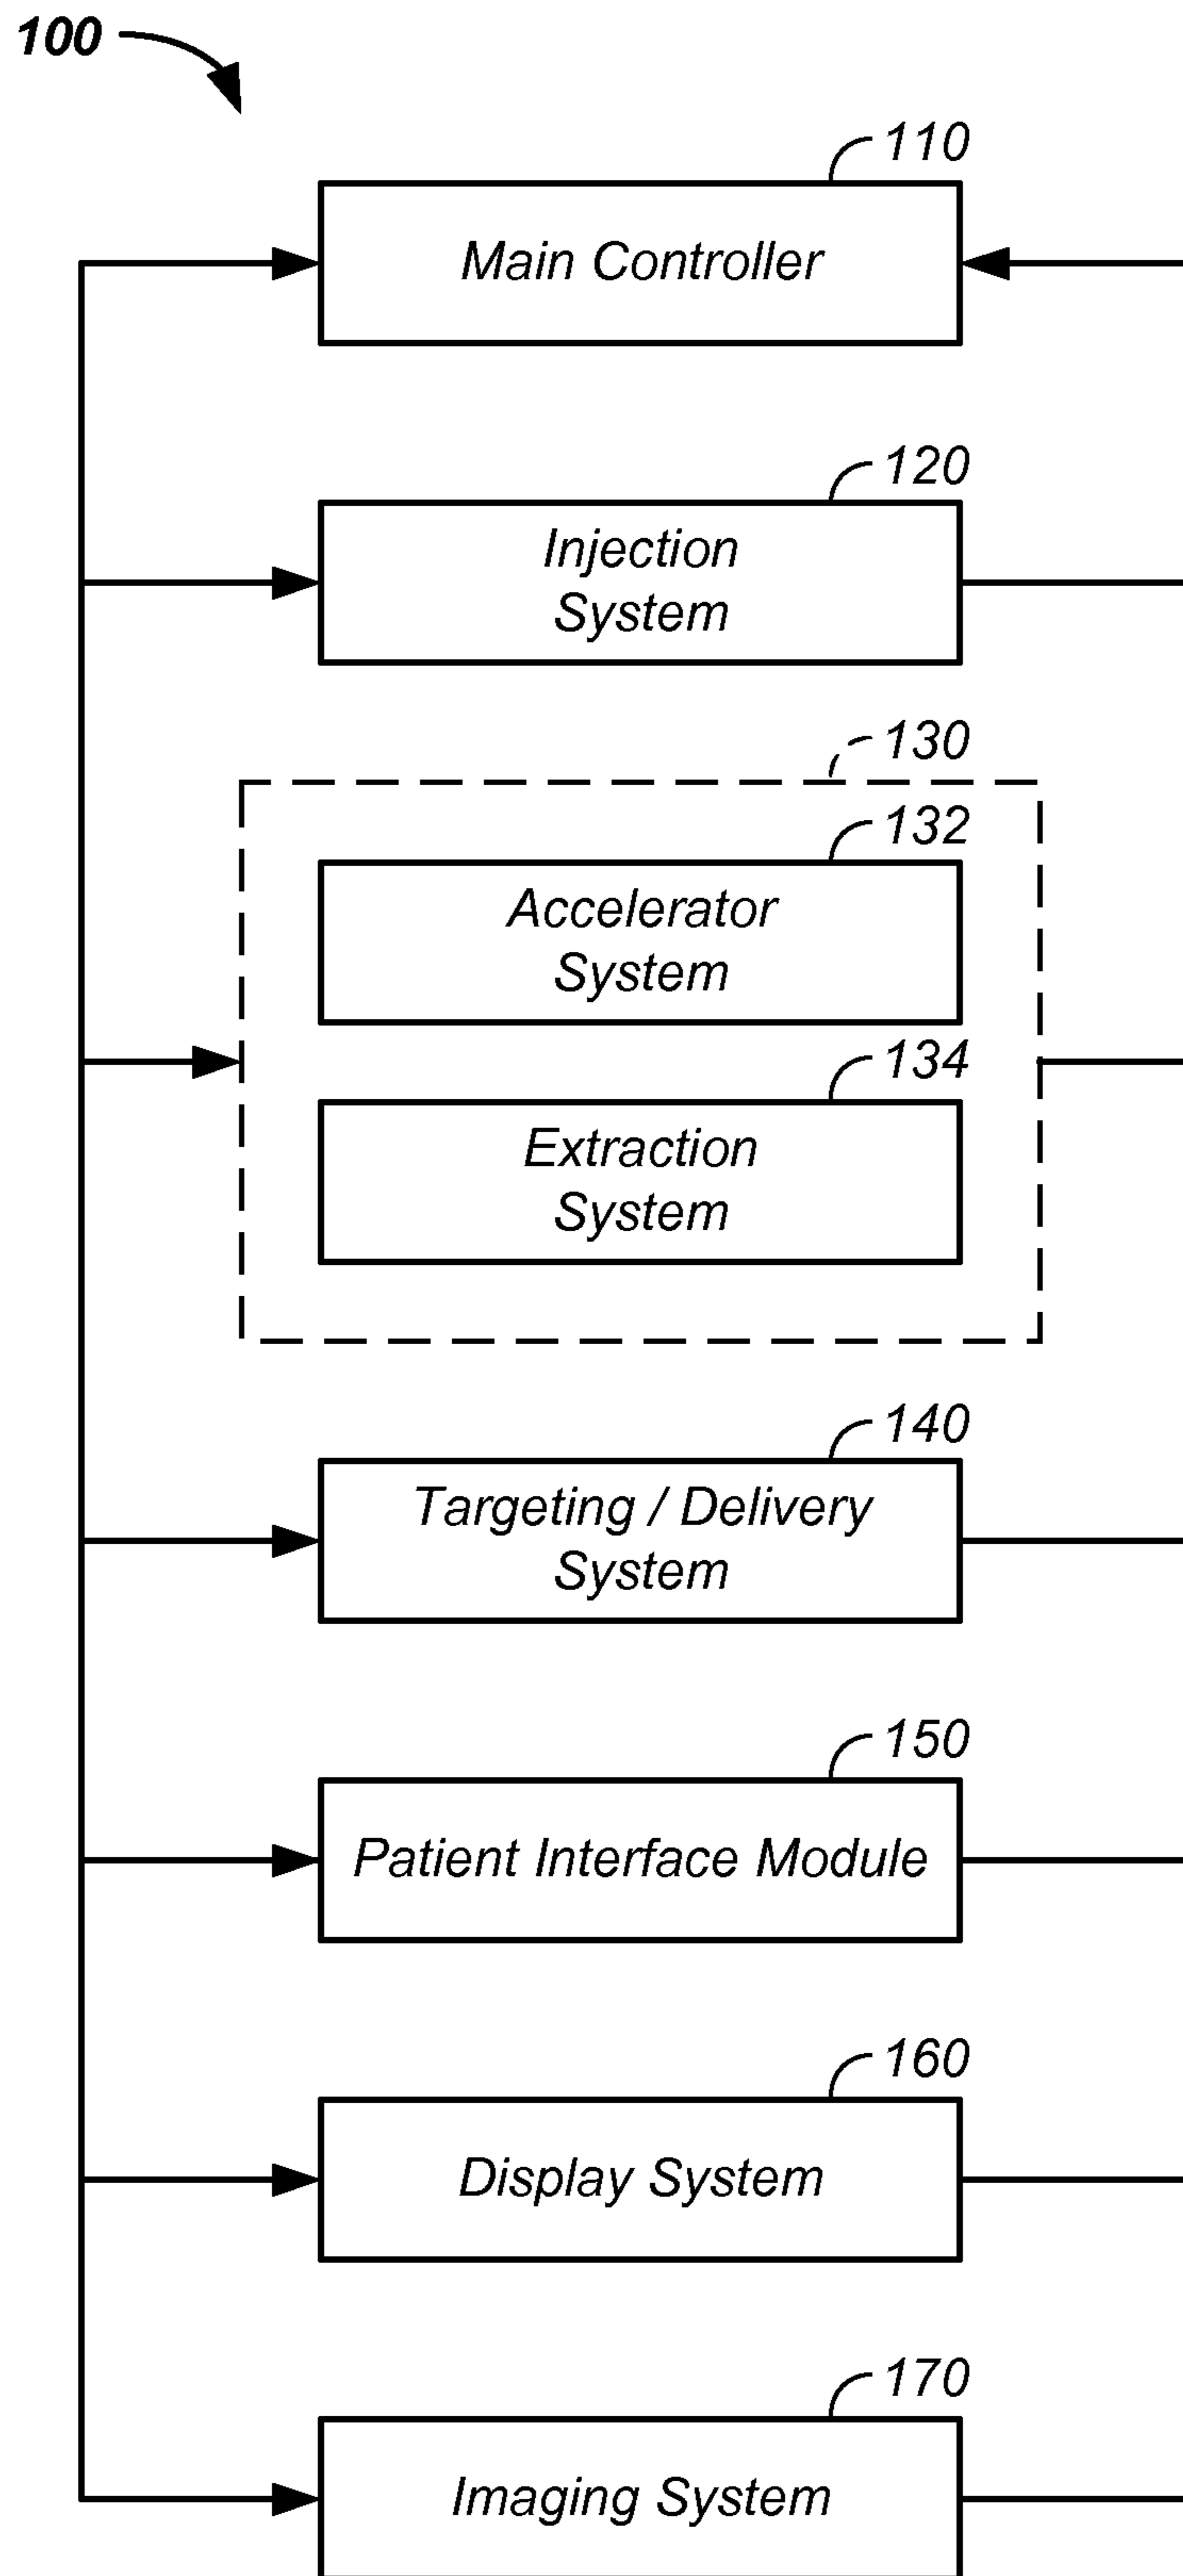 100
110
Main Controller
120
Injection
System
130
132
Accelerator
System
134
Extraction
System
140
Targeting / Delivery
System
150
Patient Interface Module
160
Display System
170
Imaging System